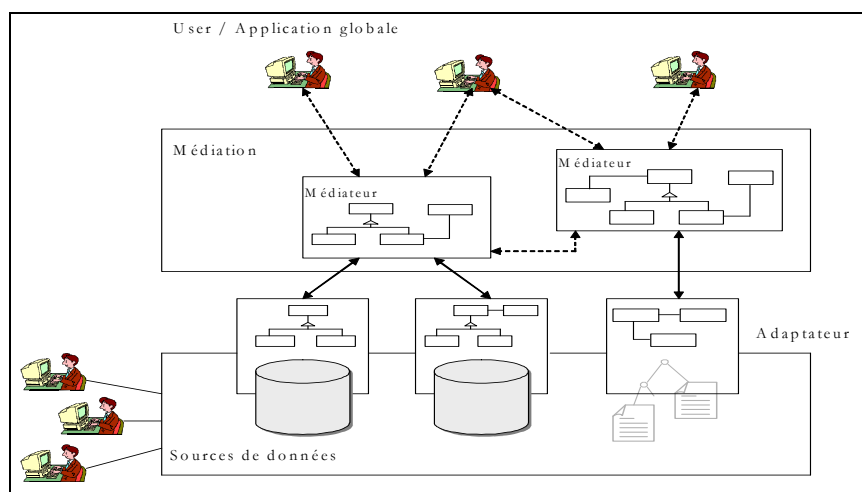 User / Application globale
Médiation
Médiateur
Médiateur
Adaptateur
Sources de données